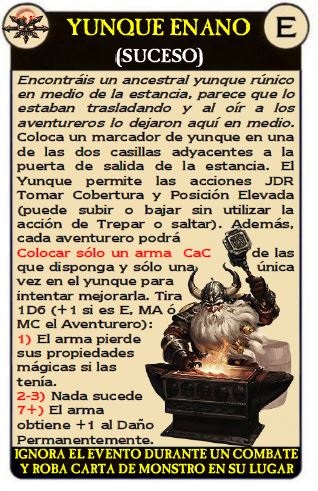 YUNQUE ENANO
(SUCESO)
E
Encontráis un ancestral yunque rúnico
en medio de la estancia, parece que lo
estaban trasladando y al oír a los
aventureros lo dejaron aquí en medio.
Coloca un marcador de yunque en una
de las dos casillas adyacentes a la
puerta de salida de la estancia. El
Yunque permite las acciones JDR
Tomar Cobertura y Posición Elevada
(puede subir o bajar sin utilizar la
acción de Trepar o saltar). Además,
cada aventurero podrá
Colocar sólo un arma CaC de las
que disponga y sólo una única
vez en el yunque para
intentar mejorarla. Tira
1D6 (+1 si es E, MA ó
MC el Aventurero):
1) El arma pierde
sus propiedades
mágicas si las
tenía.
2-3) Nada sucede
7+) El arma
obtiene +1 al Daño
Permanentemente.
IGNORA EL EVENTO DURANTE UN COMBATE
Y ROBA CARTA DE MONSTRO EN SU LUGAR